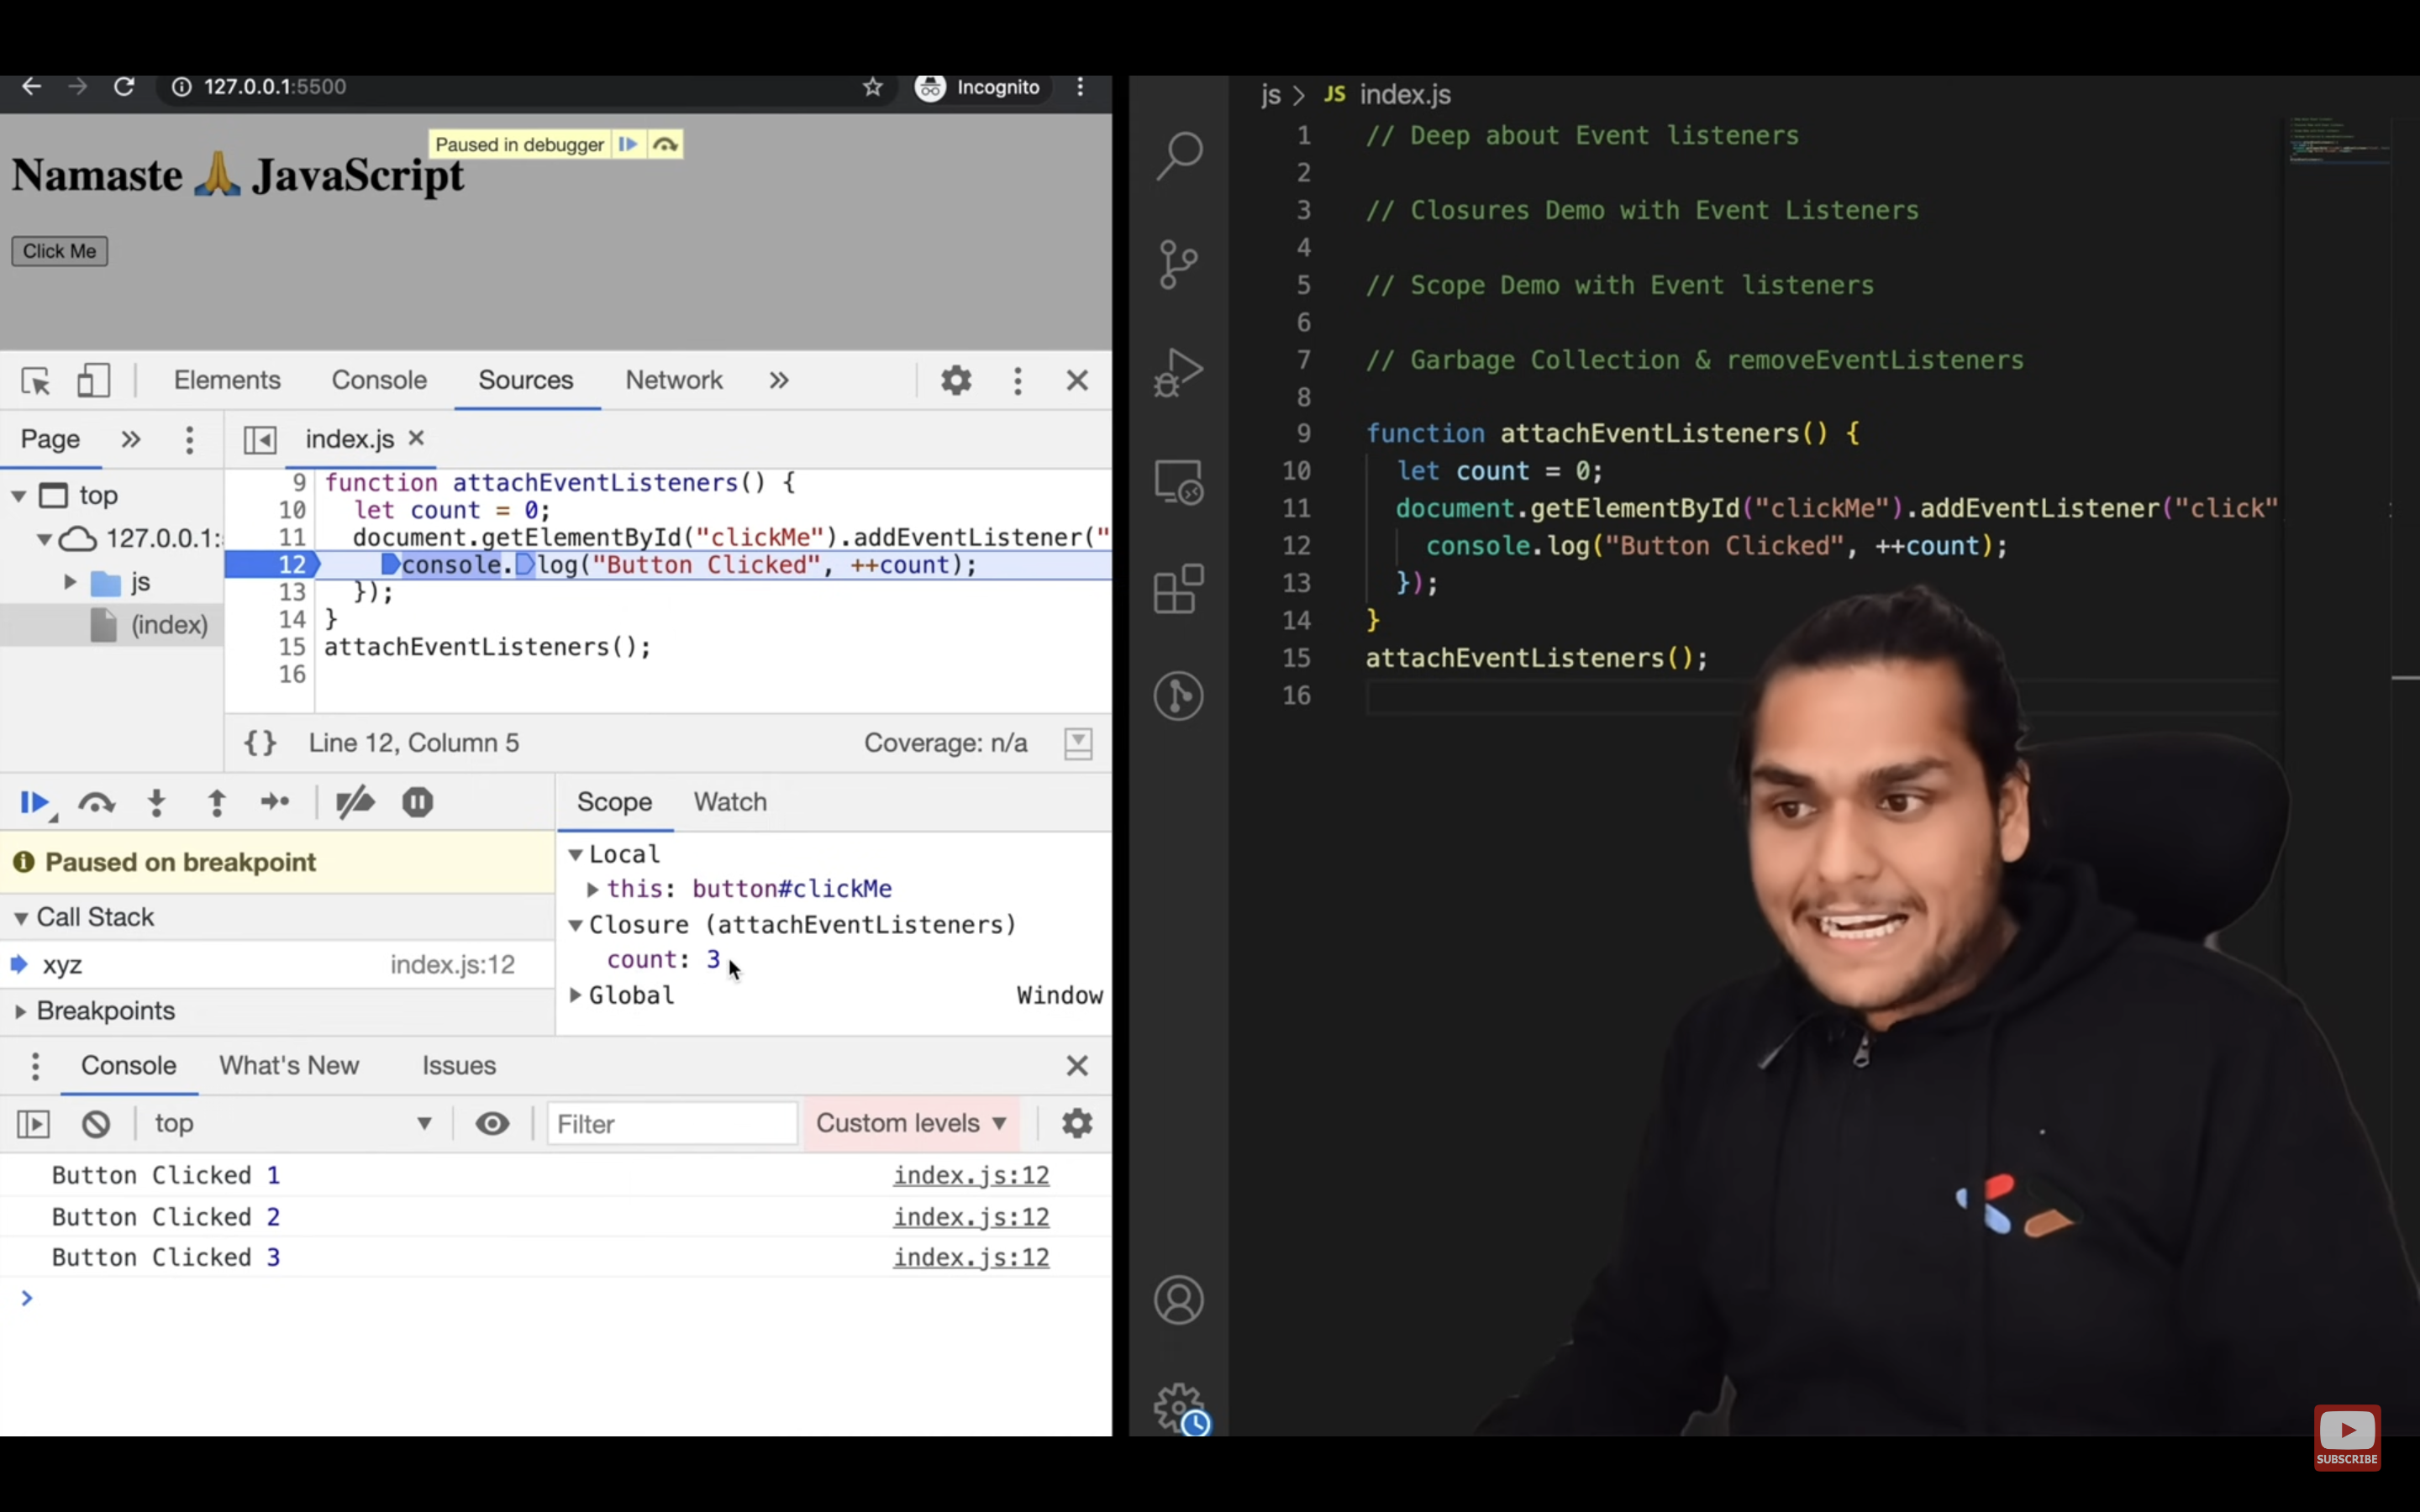 127.0.0.1:5500
Incognito
Paused in debugger
Namaste 🙏 JavaScript
Click Me
Elements
Console
Sources
Network
Page
index.js
top
127.0.0.1:
js
(index)
9 function attachEventListeners() {
10 let count = 0;
11 document.getElementById("clickMe").addEventListener("
12 console.log("Button Clicked", ++count);
13 });
14 }
15 attachEventListeners();
16
{} Line 12, Column 5
Coverage: n/a
Scope
Watch
Paused on breakpoint
Call Stack
xyz index.js:12
Breakpoints
Local
this: button#clickMe
Closure (attachEventListeners)
count: 3
Global Window
Console
What's New
Issues
top
Filter
Custom levels
Button Clicked 1 index.js:12
Button Clicked 2 index.js:12
Button Clicked 3 index.js:12
js > JS index.js
1 // Deep about Event listeners
2
3 // Closures Demo with Event Listeners
4
5 // Scope Demo with Event listeners
6
7 // Garbage Collection & removeEventListeners
8
9 function attachEventListeners() {
10 let count = 0;
11 document.getElementById("clickMe").addEventListener("click"
12 console.log("Button Clicked", ++count);
13 });
14 }
15 attachEventListeners();
16
SUBSCRIBE